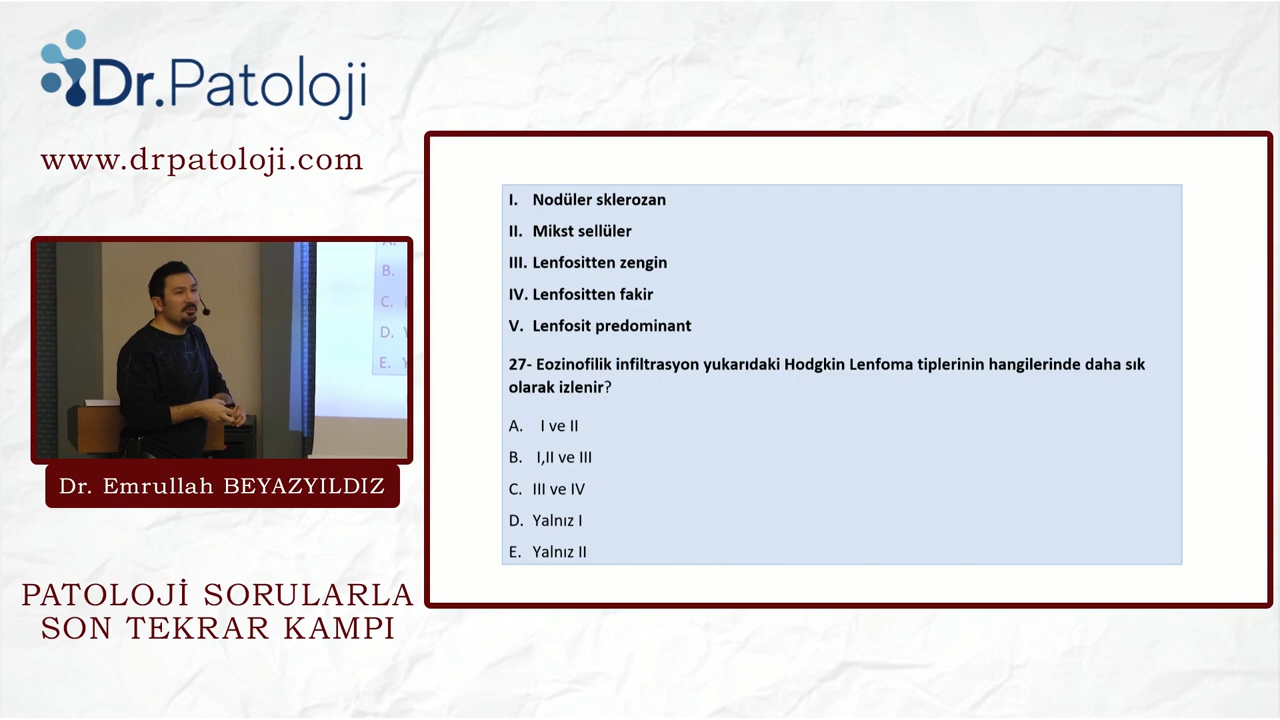 Dr.Patoloji
www.drpatoloji.com
A.
B.
C.
D.
E.
Dr. Emrullah BEYAZYILDIZ
PATOLOJİ SORULARLA
SON TEKRAR KAMPI
I. Nodüler sklerozan
II. Mikst sellüler
III. Lenfositten zengin
IV. Lenfositten fakir
V. Lenfosit predominant
27- Eozinofilik infiltrasyon yukarıdaki Hodgkin Lenfoma tiplerinin hangilerinde daha sık
olarak izlenir?
A. I ve II
B. I,II ve III
C. III ve IV
D. Yalnız I
E. Yalnız II